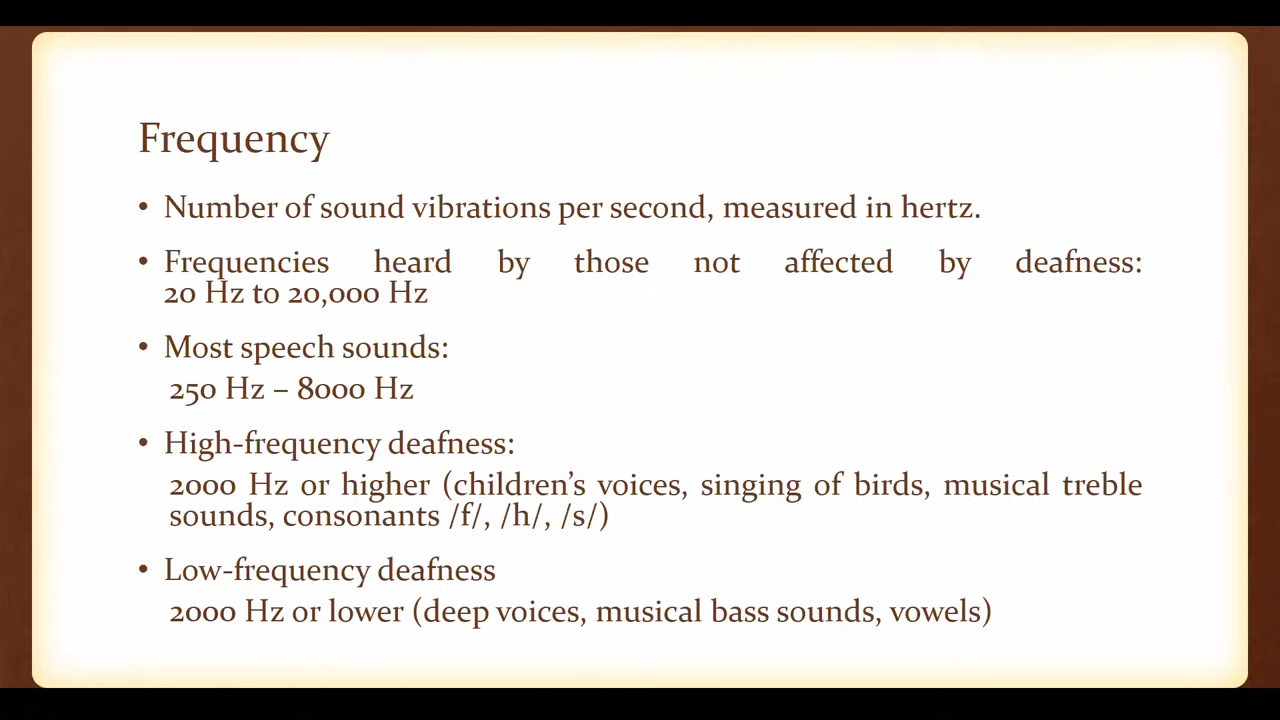 Frequency
• Number of sound vibrations per second, measured in hertz.
• Frequencies heard by those not affected by deafness:
20 Hz to 20,000 Hz
• Most speech sounds:
250 Hz – 8000 Hz
• High-frequency deafness:
2000 Hz or higher (children’s voices, singing of birds, musical treble
sounds, consonants /f/, /h/, /s/)
• Low-frequency deafness
2000 Hz or lower (deep voices, musical bass sounds, vowels)